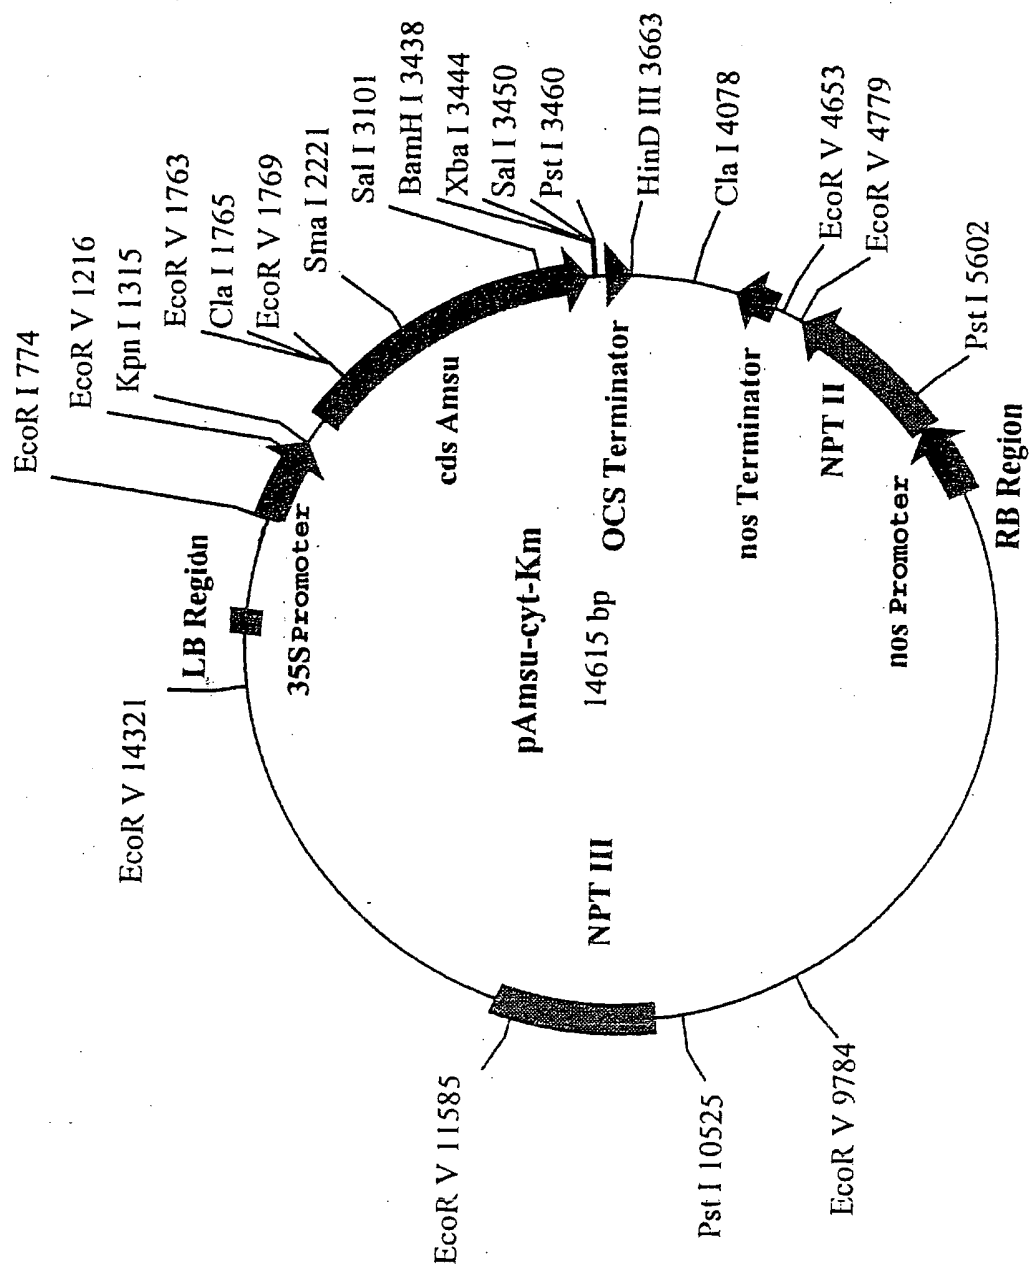 EcoR I 774
EcoR V 1216
Kpn I 1315
EcoR V 1763
Cla I 1765
EcoR V 1769
Sma I 2221
Sal I 3101
BamH I 3438
Xba I 3444
Sal I 3450
Pst I 3460
HinD III 3663
Cla I 4078
EcoR V 4653
EcoR V 4779
Pst I 5602
RB Region
nos Promoter
NPT II
nos Terminator
OCS Terminator
cds Amsu
35S Promoter
LB Region
EcoR V 14321
pAmsu-cyt-Km
14615 bp
NPT III
EcoR V 11585
Pst I 10525
EcoR V 9784